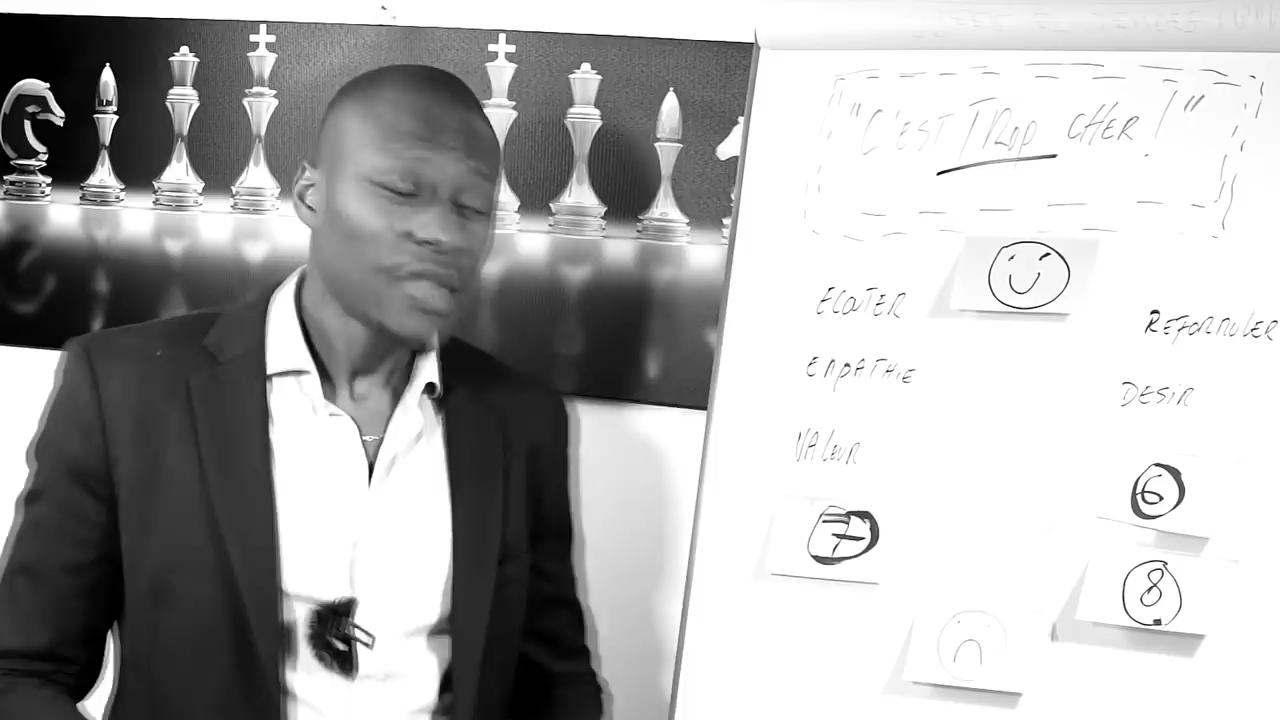 "C'EST TROP CHER !"
ECOUTER
REFORMULER
EMPATHIE
DESIR
VALEUR
6
7
8